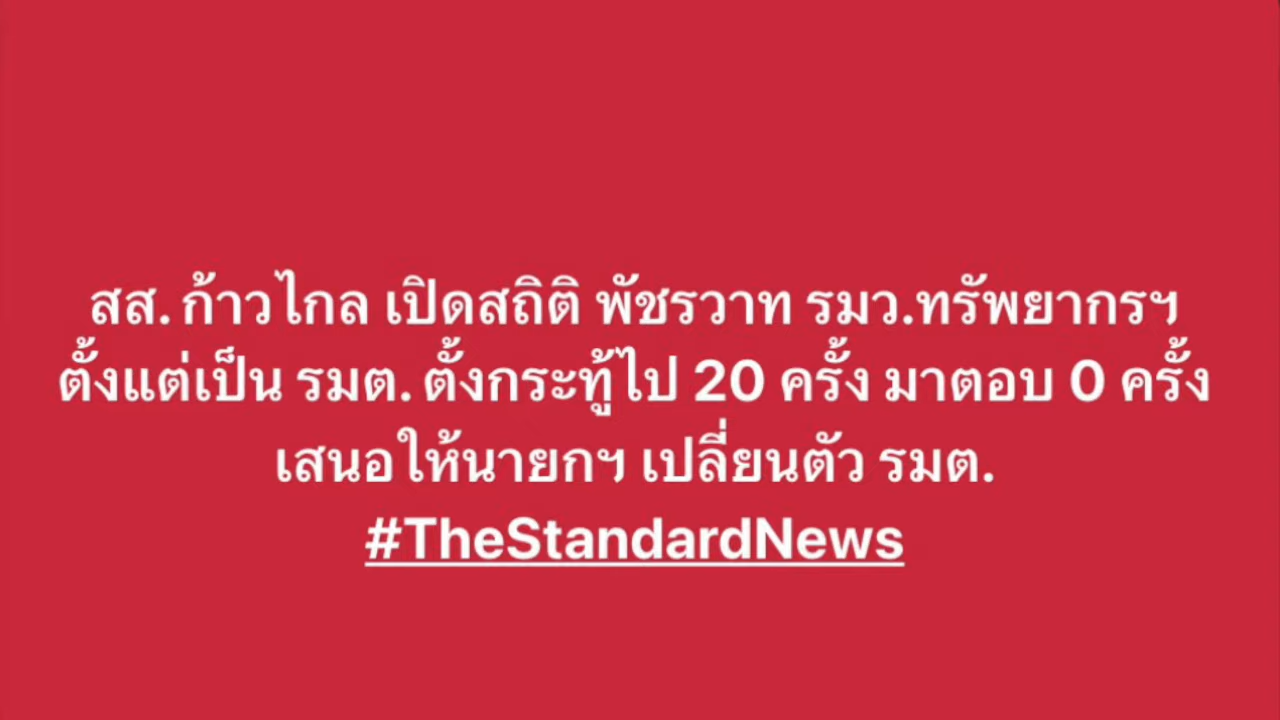 สส. ก้าวไกล เปิดสถิติ พัชรวาท รมว.ทรัพยากรฯ
ตั้งแต่เป็น รมต. ตั้งกระทู้ไป 20 ครั้ง มาตอบ 0 ครั้ง
เสนอให้นายกฯ เปลี่ยนตัว รมต.
#TheStandardNews